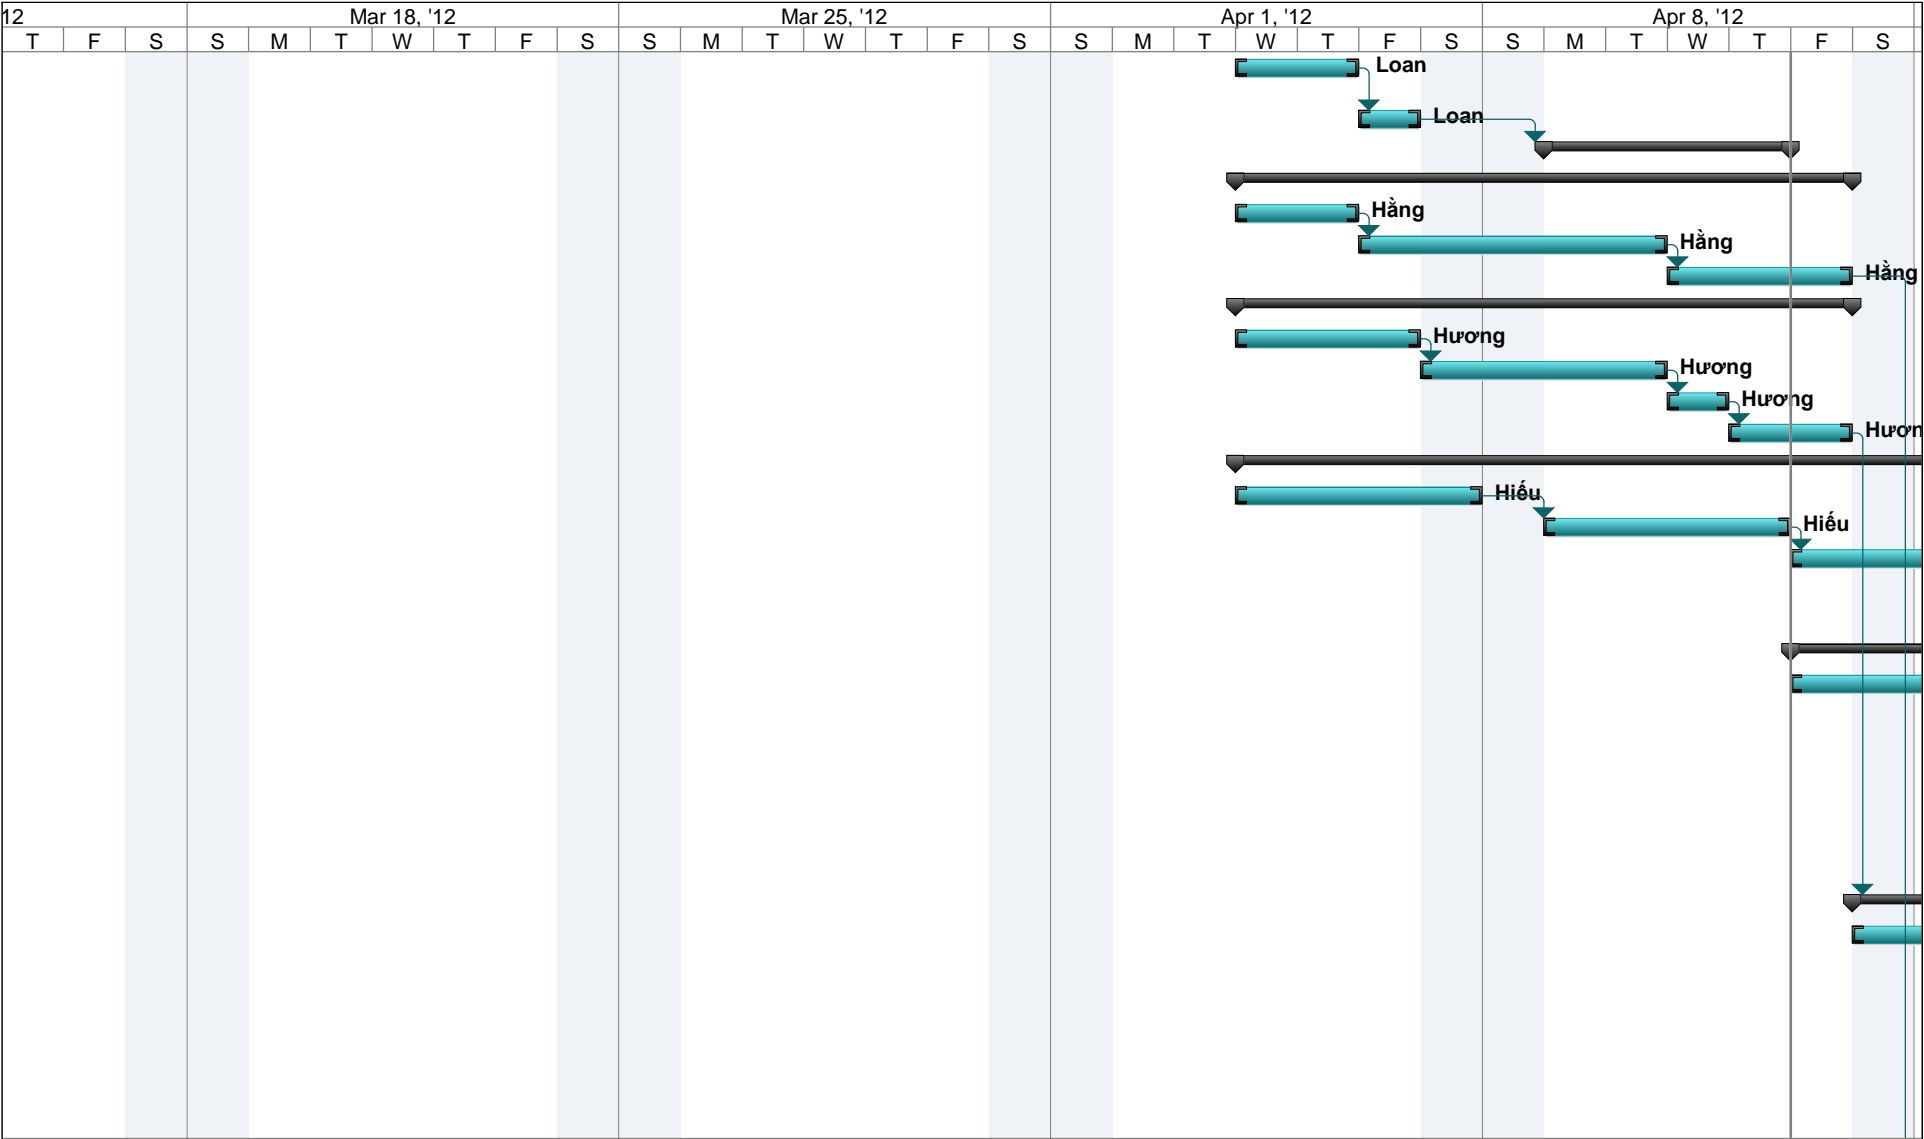 12 Mar 18, '12 Mar 25, '12 Apr 1, '12 Apr 8, '12
T F S S M T W T F S S M T W T F S S M T W T F S S M T W T F S
Loan
Loan
Hằng
Hằng
Hằng
Hương
Hương
Hương
Hươn
Hiếu
Hiếu